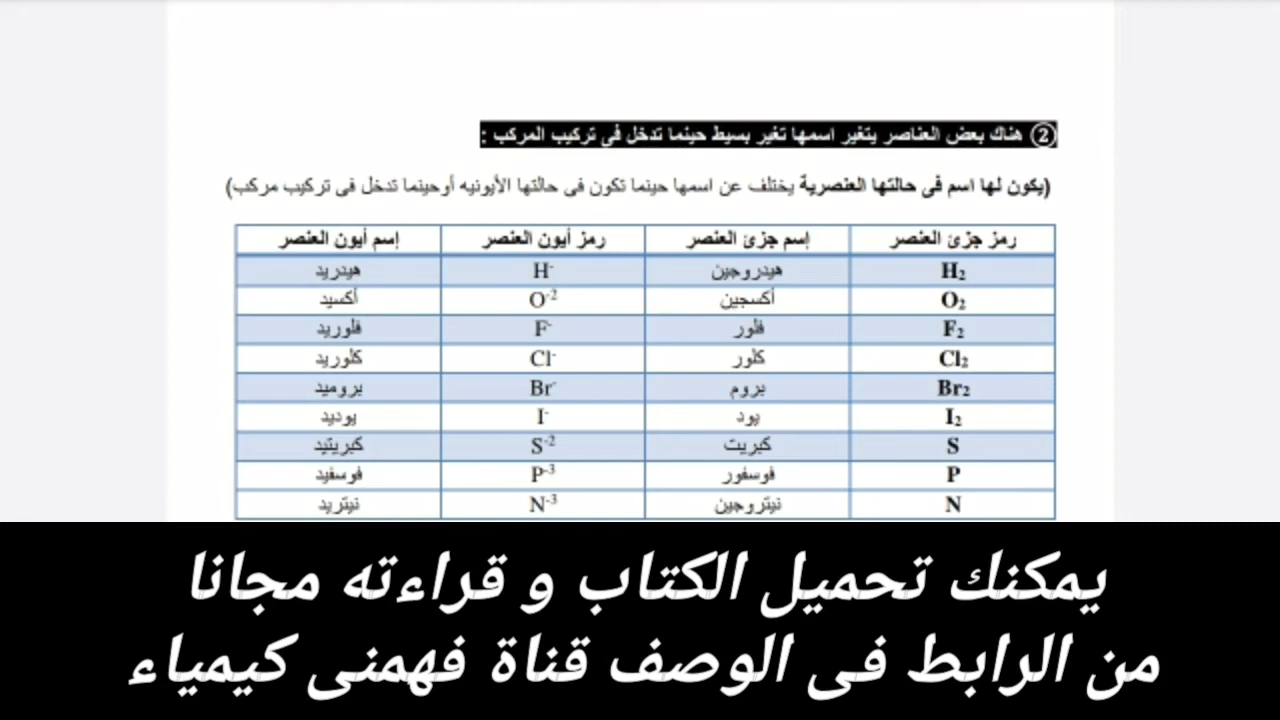 ② هناك بعض العناصر يتغير اسمها تغير بسيط حينما تدخل فى تركيب المركب :
(يكون لها اسم فى حالتها العنصرية يختلف عن اسمها حينما تكون فى حالتها الأيونيه أوحينما تدخل فى تركيب مركب)
رمز جزئ العنصر إسم جزئ العنصر رمز أيون العنصر إسم أيون العنصر
H₂ هيدروجين H⁻ هيدريد
O₂ أكسجين O⁻² أكسيد
F₂ فلور F⁻ فلوريد
Cl₂ كلور Cl⁻ كلوريد
Br₂ بروم Br⁻ بروميد
I₂ يود I⁻ يوديد
S كبريت S⁻² كبريتيد
P فوسفور P⁻³ فوسفيد
N نيتروجين N⁻³ نيتريد
يمكنك تحميل الكتاب و قراءته مجانا
من الرابط فى الوصف قناة فهمنى كيمياء